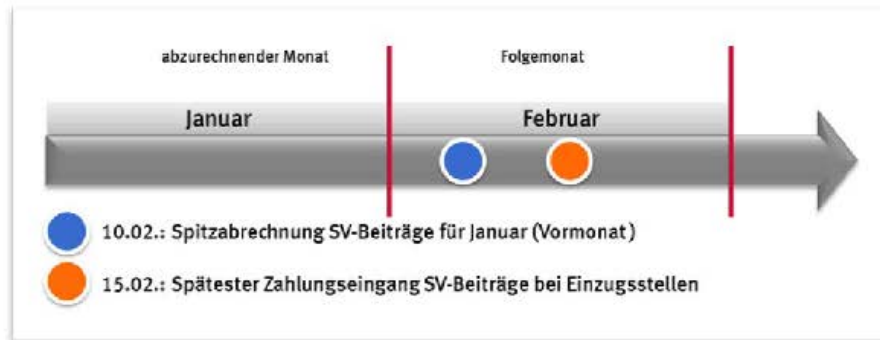 abzurechnender Monat
Folgemonat
Januar
Februar
10.02.: Spitzabrechnung SV-Beiträge für Januar (Vormonat)
15.02.: Spätester Zahlungseingang SV-Beiträge bei Einzugsstellen